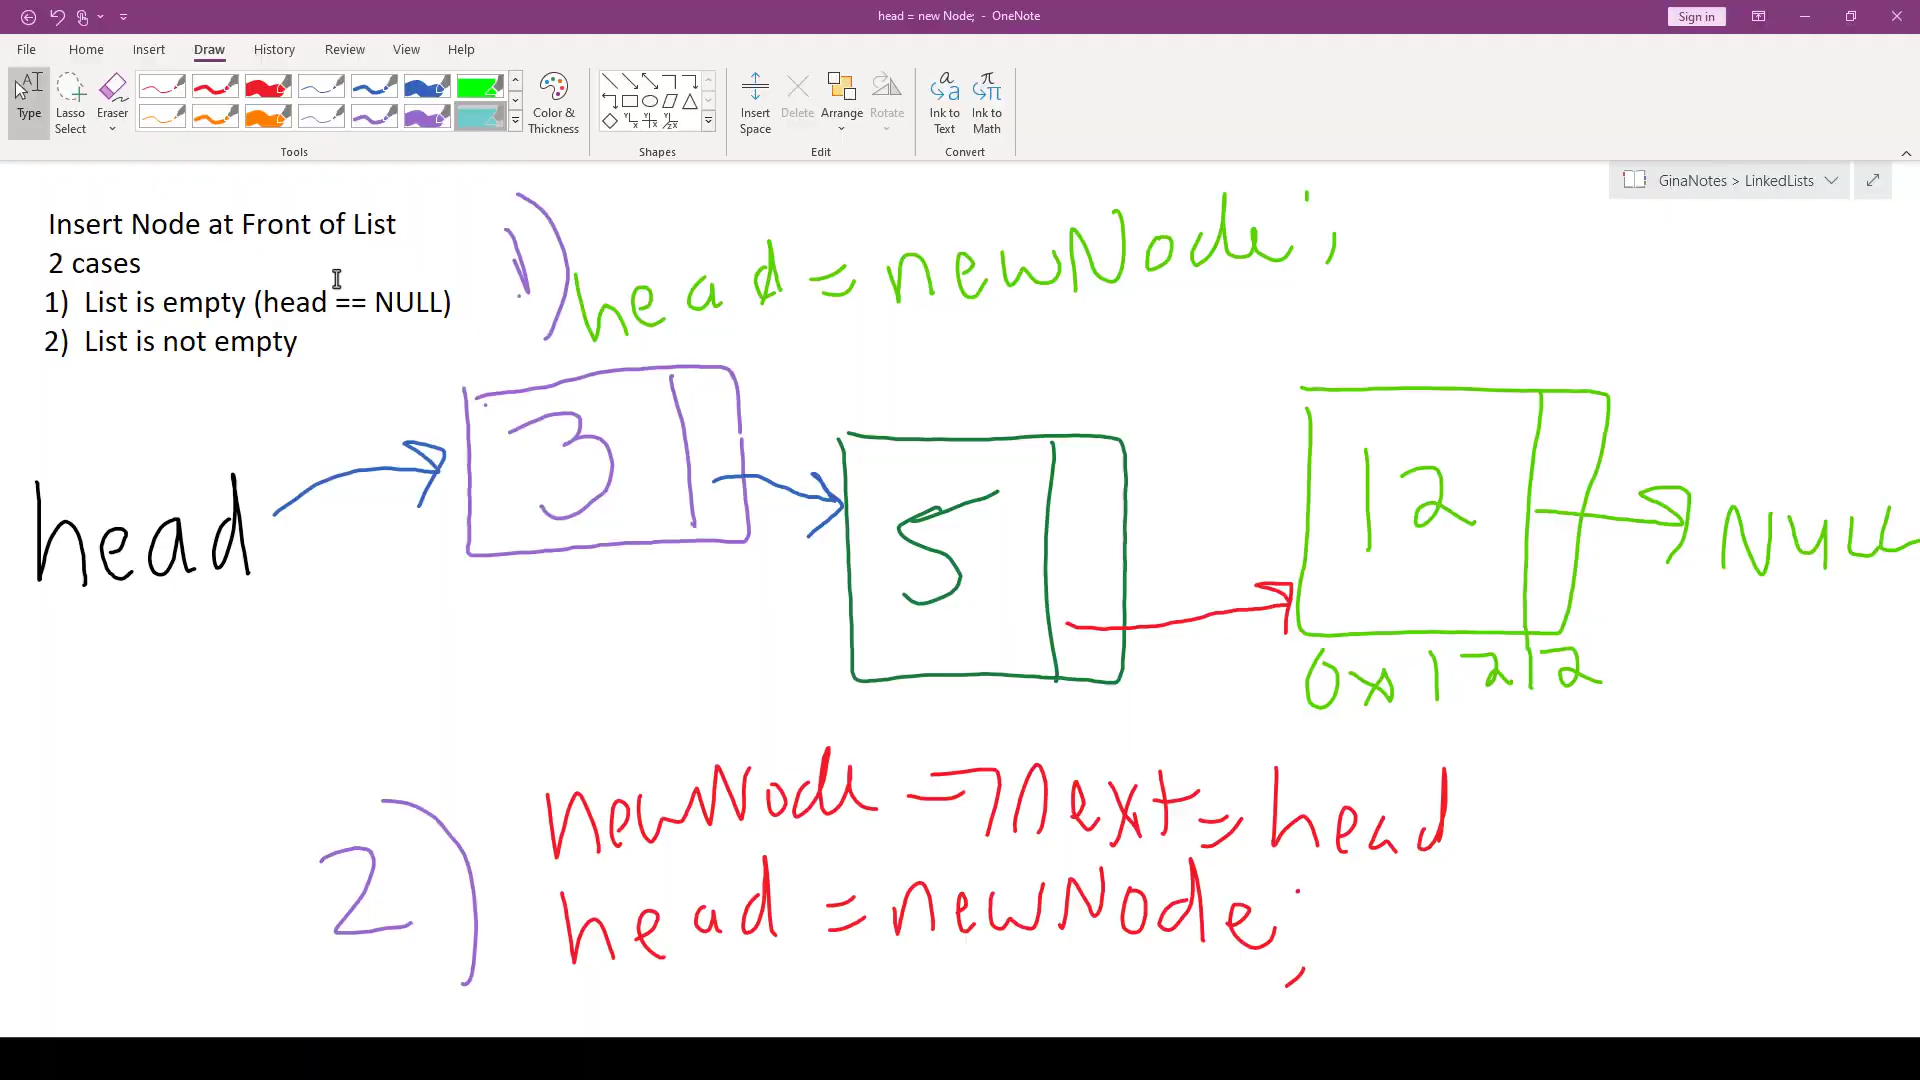 head = new Node; - OneNote
Sign in
File Home Insert Draw History Review View Help
Type
Lasso Select
Eraser
Color & Thickness
Insert Space
Delete
Arrange
Rotate
Ink to Text
Ink to Math
Tools
Shapes
Edit
Convert
GinaNotes > LinkedLists
Insert Node at Front of List
2 cases
1) List is empty (head == NULL)
2) List is not empty
1) head = newNode;
head
3
5
12
NULL
0x1212
2) newNode->next = head
head = newNode;